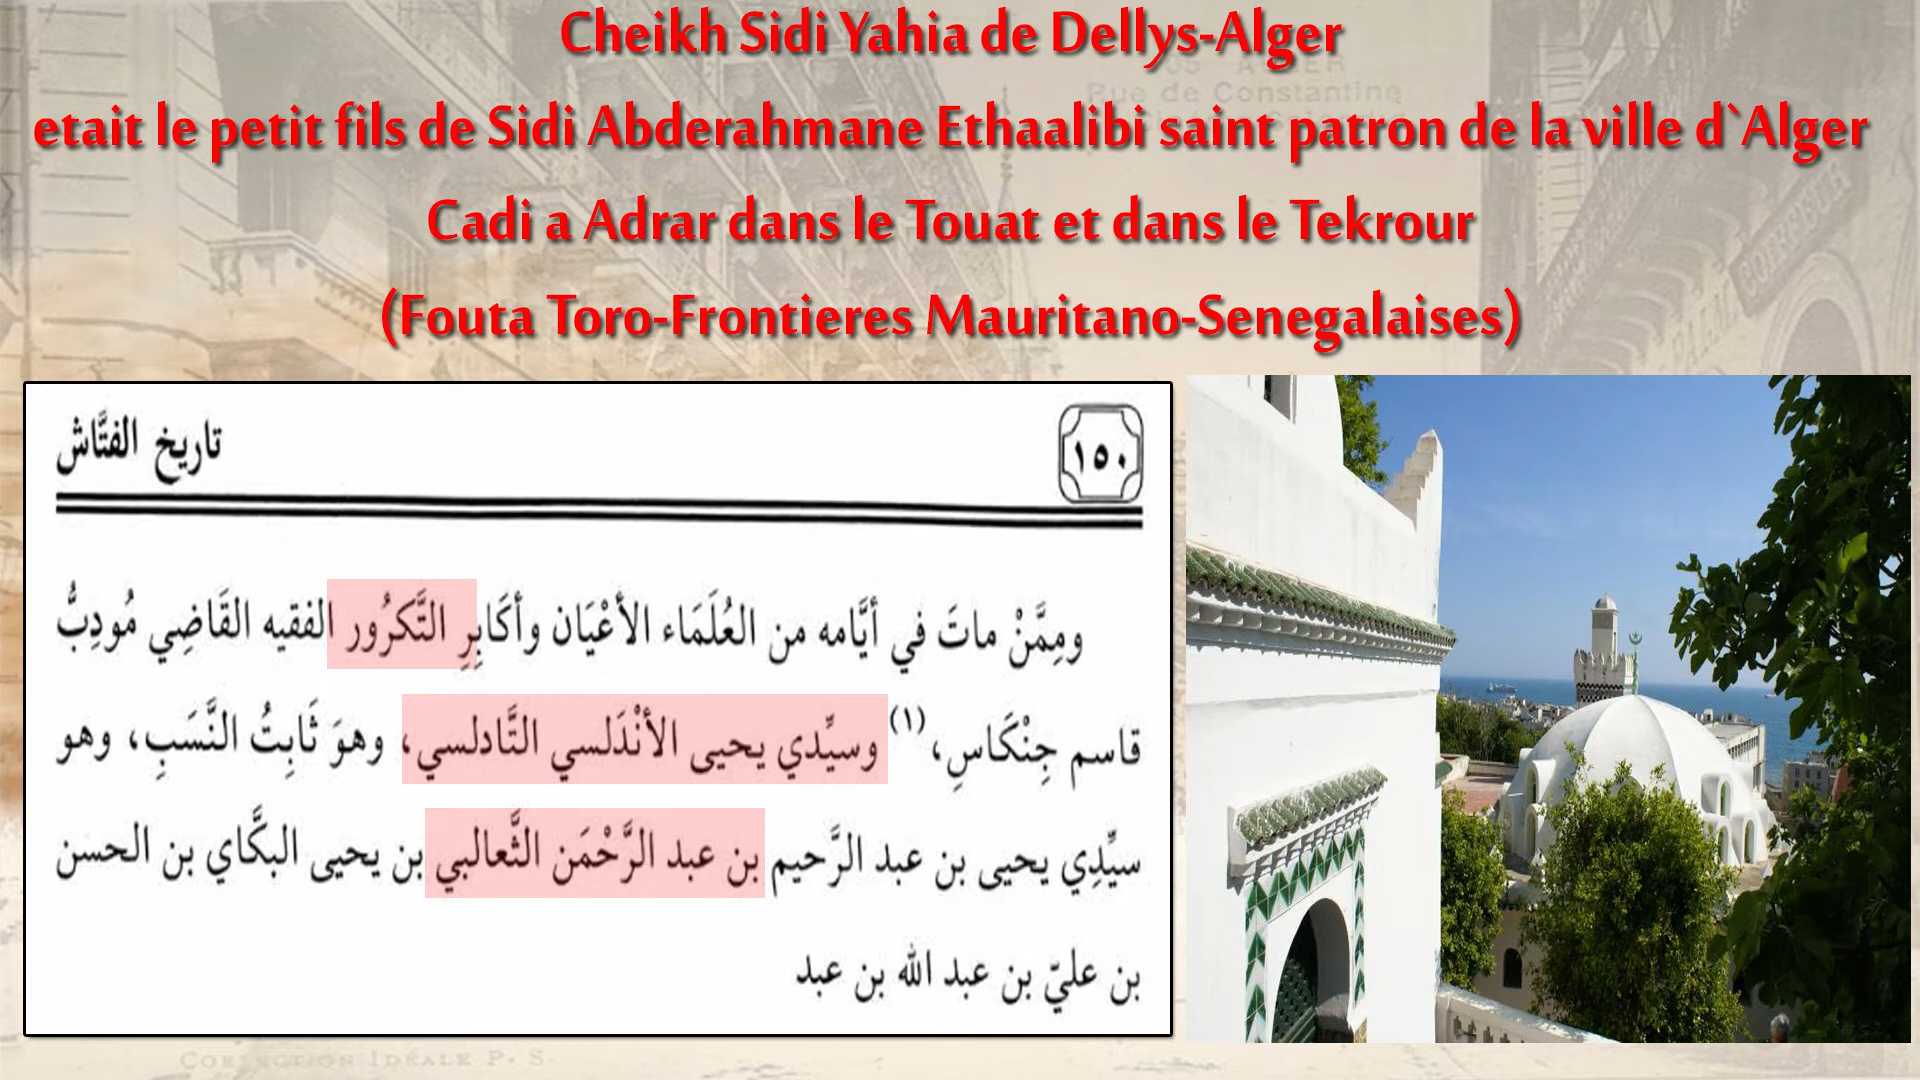 Cheikh Sidi Yahia de Dellys-Alger
etait le petit fils de Sidi Abderahmane Ethaalibi saint patron de la ville d`Alger
Cadi a Adrar dans le Touat et dans le Tekrour
(Fouta Toro-Frontieres Mauritano-Senegalaises)
١٥٠ تاريخ الفتَّاش
ومِمَّنْ ماتَ في أيَّامه من العُلَمَاء الأعْيَان وأكَابِرِ التَّكرُور الفقيه القَاضِي مُودِبُّ
قاسم جِنْكَاسِ،(١) وسيِّدي يحيى الأنْدَلسي التَّادلسي، وهوَ ثَابِتُ النَّسَبِ، وهو
سيِّدِي يحيى بن عبد الرَّحيم بن عبد الرَّحْمَن الثَّعالبي بن يحيى البكَّاي بن الحسن
بن عليّ بن عبد الله بن عبد
Rue de Constantine